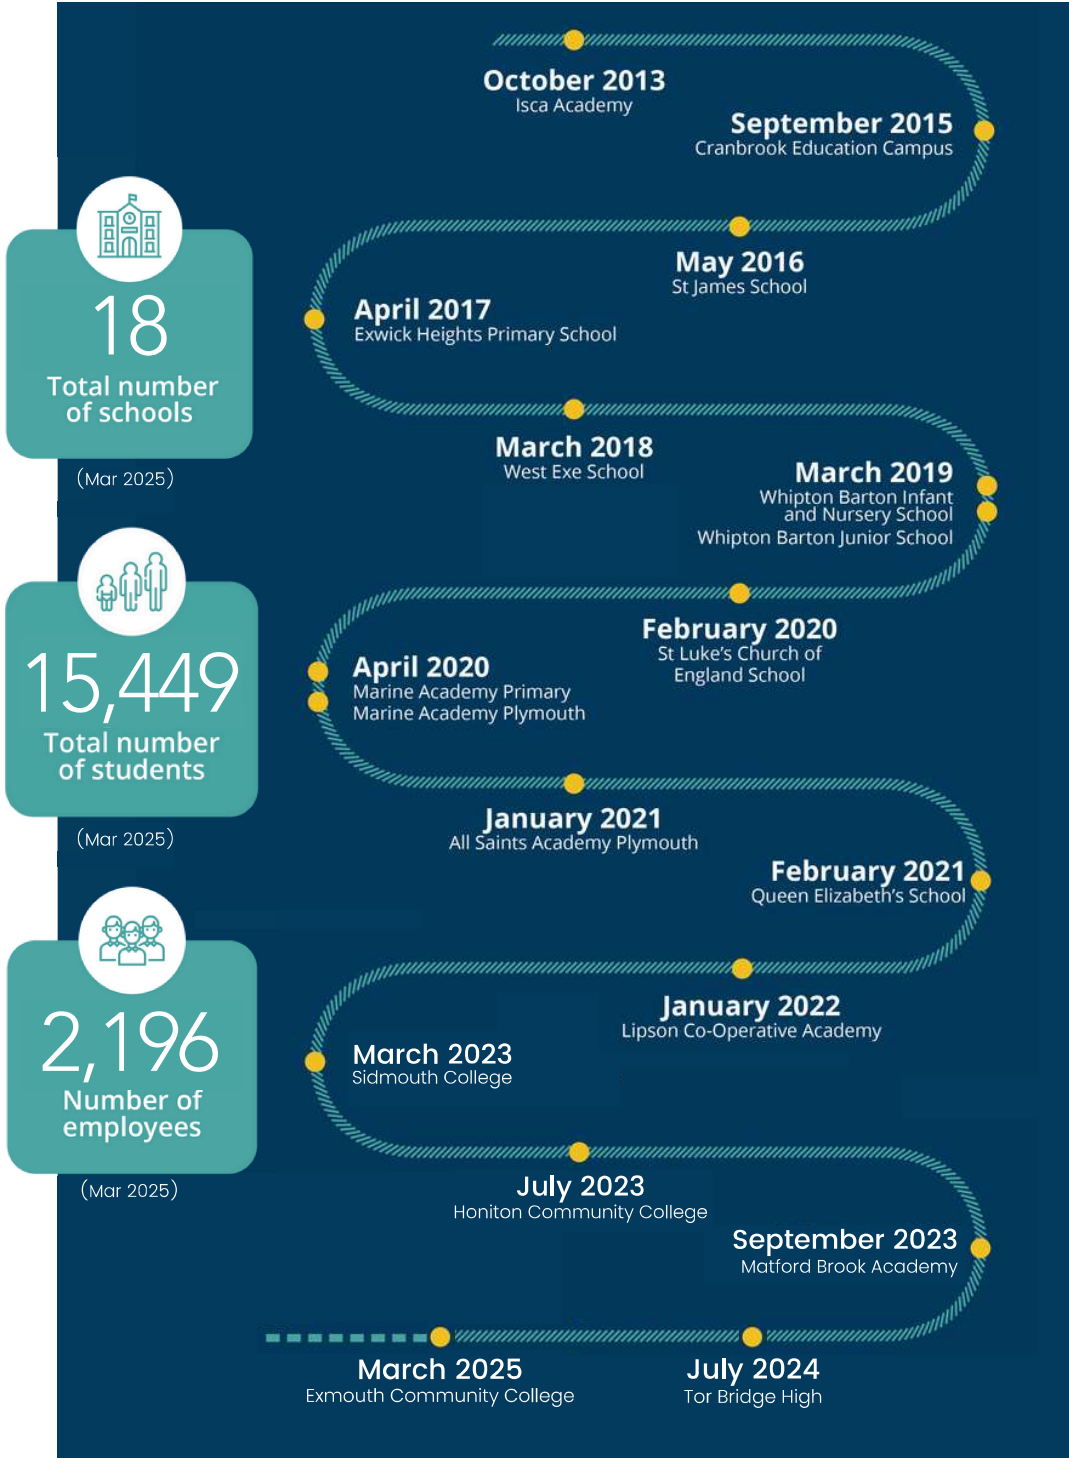 October 2013
Isca Academy
September 2015
Cranbrook Education Campus
May 2016
St James School
April 2017
Exwick Heights Primary School
March 2018
West Exe School
March 2019
Whipton Barton Infant
and Nursery School
Whipton Barton Junior School
February 2020
St Luke's Church of
England School
April 2020
Marine Academy Primary
Marine Academy Plymouth
January 2021
All Saints Academy Plymouth
February 2021
Queen Elizabeth's School
January 2022
Lipson Co-Operative Academy
March 2023
Sidmouth College
July 2023
Honiton Community College
September 2023
Matford Brook Academy
July 2024
Tor Bridge High
March 2025
Exmouth Community College
18
Total number
of schools
(Mar 2025)
15,449
Total number
of students
(Mar 2025)
2,196
Number of
employees
(Mar 2025)